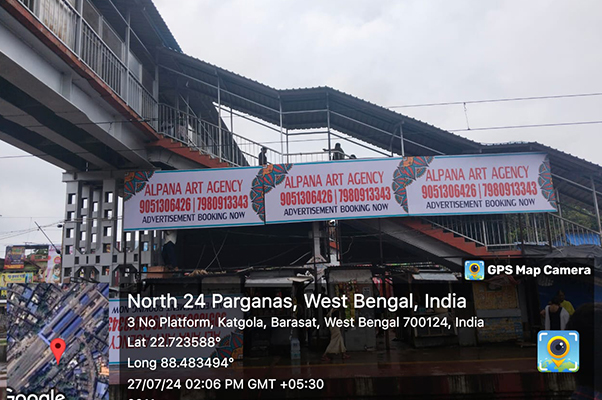 ALPANA ART AGENCY
9051306426 | 7980913343
ADVERTISEMENT BOOKING NOW
ALPANA ART AGENCY
9051306426 | 7980913343
ADVERTISEMENT BOOKING NOW
ALPANA ART AGENCY
9051306426 | 7980913343
ADVERTISEMENT BOOKING NOW
GPS Map Camera
North 24 Parganas, West Bengal, India
3 No Platform, Katgola, Barasat, West Bengal 700124, India
Lat 22.723588°
Long 88.483494°
27/07/24 02:06 PM GMT +05:30
Google